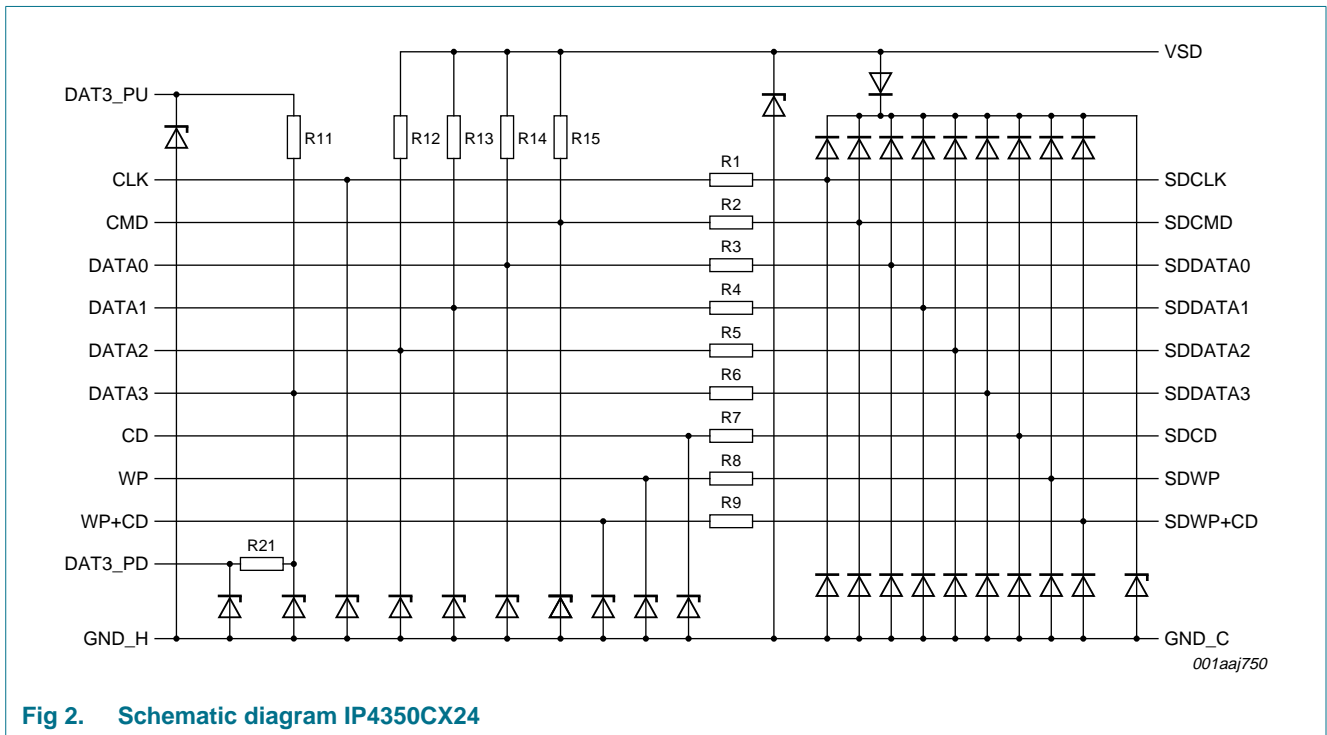 VSD
DAT3_PU
R11
R12
R13
R14
R15
CLK
R1
SDCLK
CMD
R2
SDCMD
DATA0
R3
SDDATA0
DATA1
R4
SDDATA1
DATA2
R5
SDDATA2
DATA3
R6
SDDATA3
CD
R7
SDCD
WP
R8
SDWP
WP+CD
R9
SDWP+CD
DAT3_PD
R21
GND_H
GND_C
001aaj750
Fig 2. Schematic diagram IP4350CX24